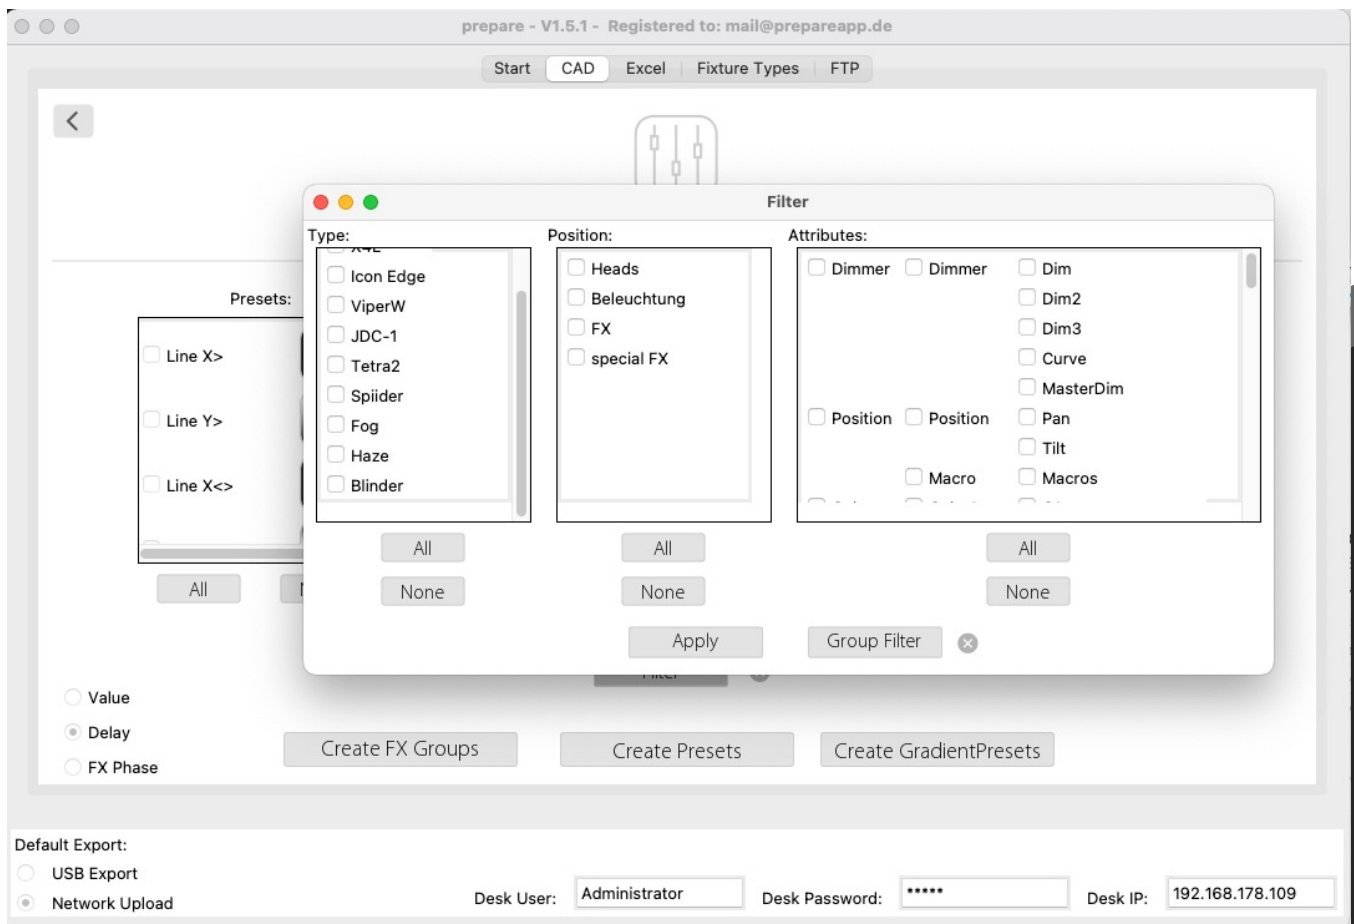 prepare - V1.5.1 - Registered to: mail@prepareapp.de
Start CAD Excel Fixture Types FTP
Filter
Type: Position: Attributes:
Icon Edge
ViperW
JDC-1
Tetra2
Spiider
Fog
Haze
Blinder
Heads
Beleuchtung
FX
special FX
Dimmer Dimmer Dim
Dim2
Dim3
Curve
MasterDim
Position Position Pan
Tilt
Macro Macros
All All All
None None None
Apply Group Filter
Presets:
Line X>
Line Y>
Line X<>
All
Filter
Value
Delay
FX Phase
Create FX Groups Create Presets Create GradientPresets
Default Export:
USB Export
Network Upload
Desk User: Administrator Desk Password: ***** Desk IP: 192.168.178.109